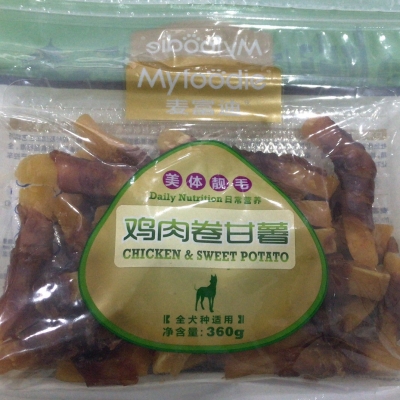 Myfoodie
Myfoodie
麦富迪
美体靓毛
Daily Nutrition 日常营养
鸡肉卷甘薯
CHICKEN & SWEET POTATO
【全犬种适用】
净含量:360g